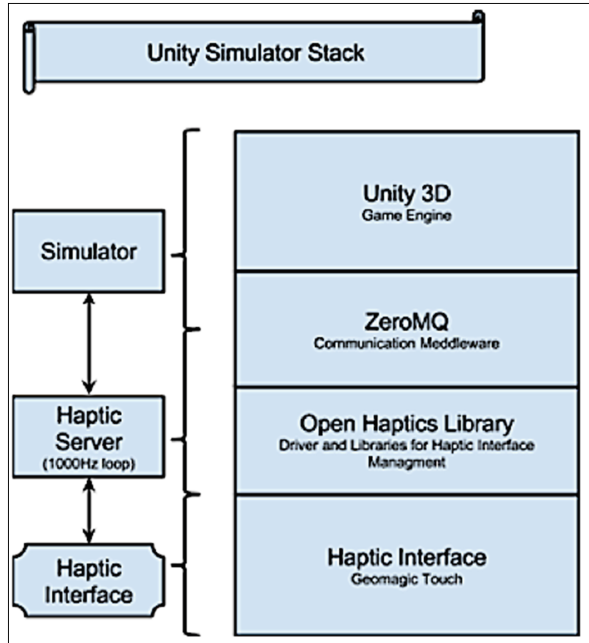 Unity Simulator Stack
Simulator
Haptic
Server
(1000Hz loop)
Haptic
Interface
Unity 3D
Game Engine
ZeroMQ
Communication Meddleware
Open Haptics Library
Driver and Libraries for Haptic Interface
Managment
Haptic Interface
Geomagic Touch